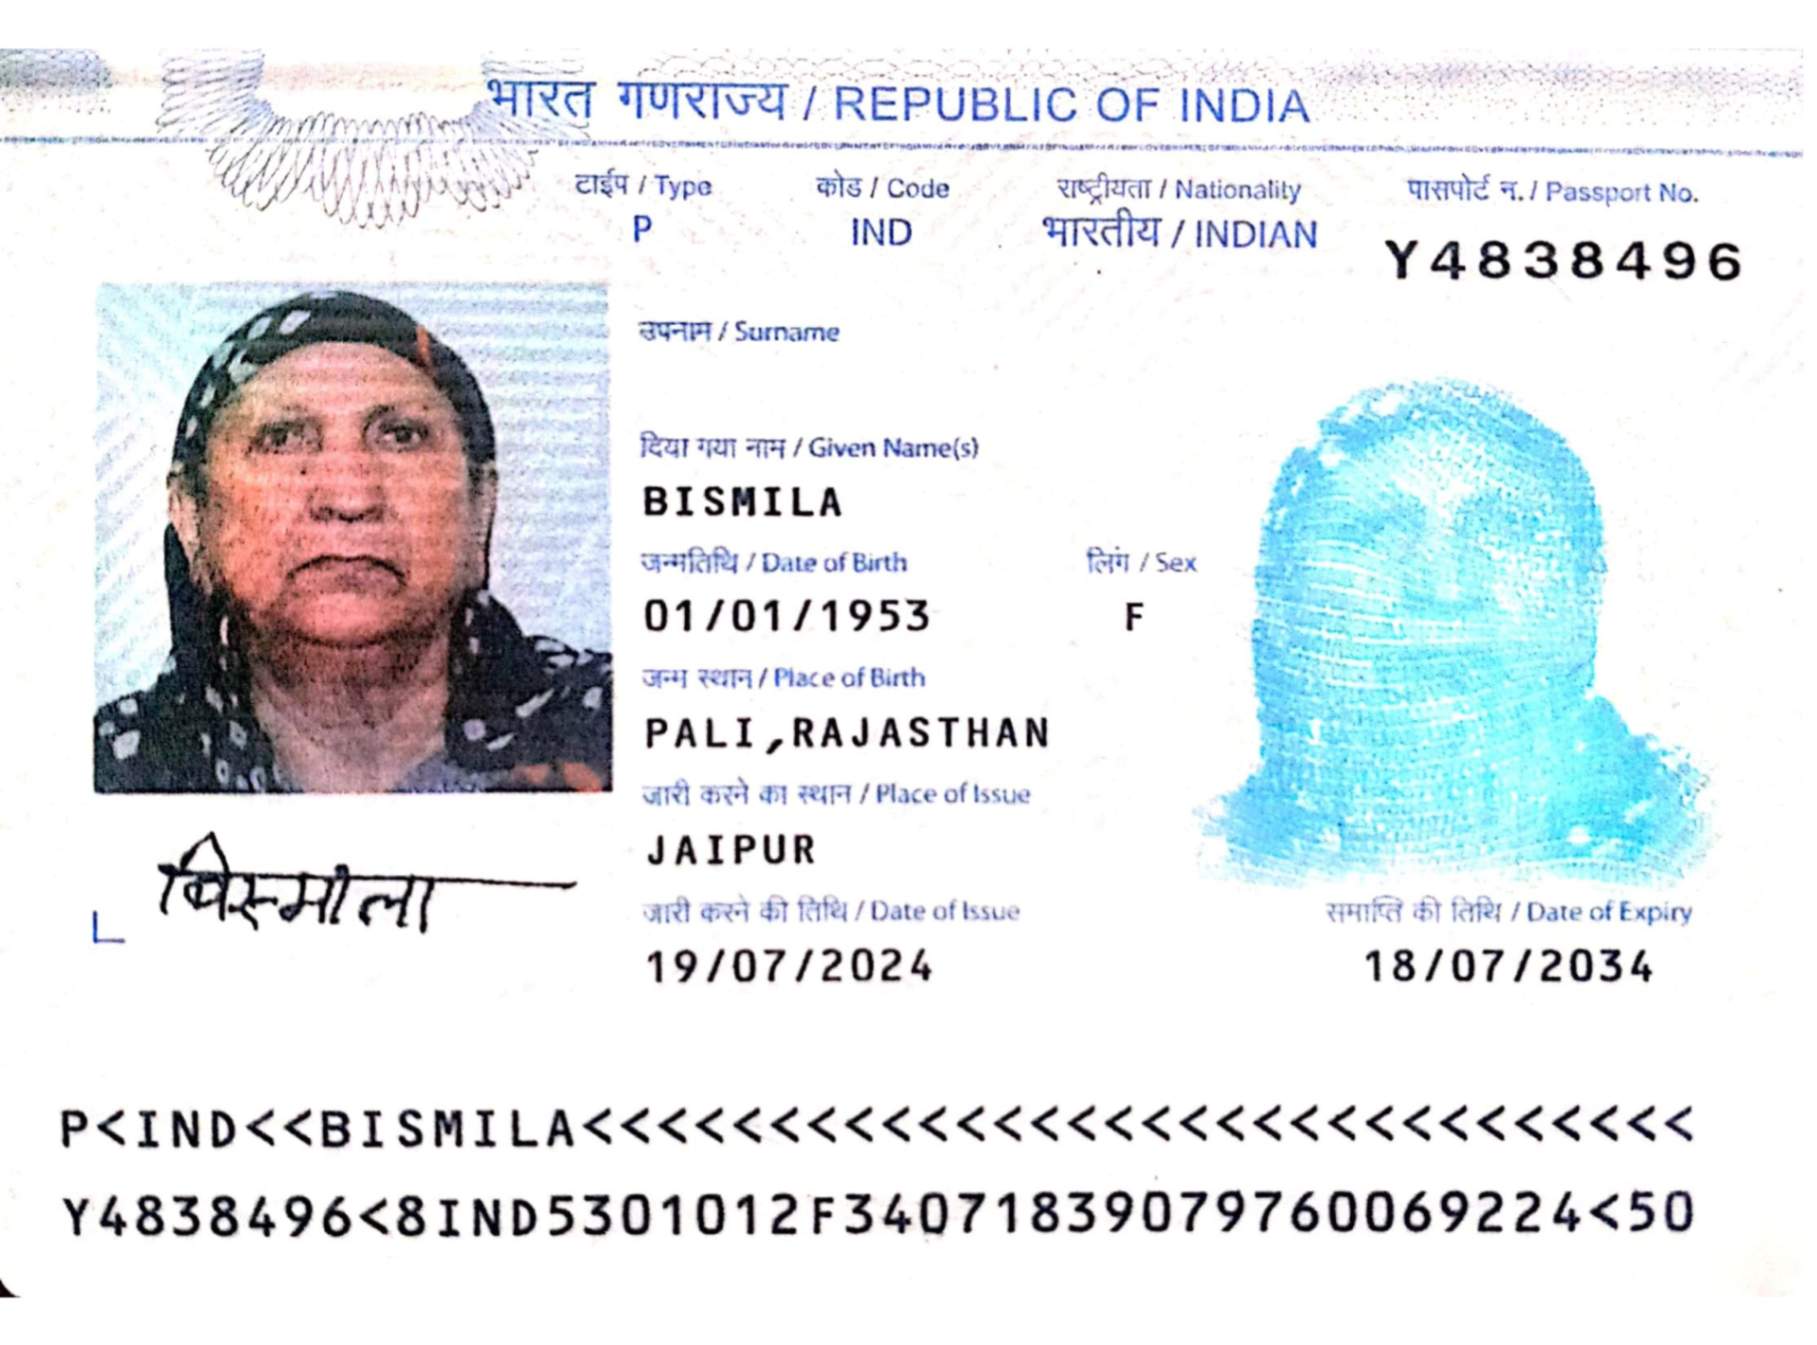 भारत गणराज्य / REPUBLIC OF INDIA
टाईप / Type कोड / Code राष्ट्रीयता / Nationality पासपोर्ट न. / Passport No.
P IND भारतीय / INDIAN Y4838496
उपनाम / Surname
दिया गया नाम / Given Name(s)
BISMILA
जन्मतिथि / Date of Birth लिंग / Sex
01/01/1953 F
जन्म स्थान / Place of Birth
PALI,RAJASTHAN
जारी करने का स्थान / Place of Issue
JAIPUR
बिस्मीला
जारी करने की तिथि / Date of Issue समाप्ति की तिथि / Date of Expiry
19/07/2024 18/07/2034
P<IND<<BISMILA<<<<<<<<<<<<<<<<<<<<<<<<<<<<<<
Y4838496<8IND5301012F3407183907976006922​4<50